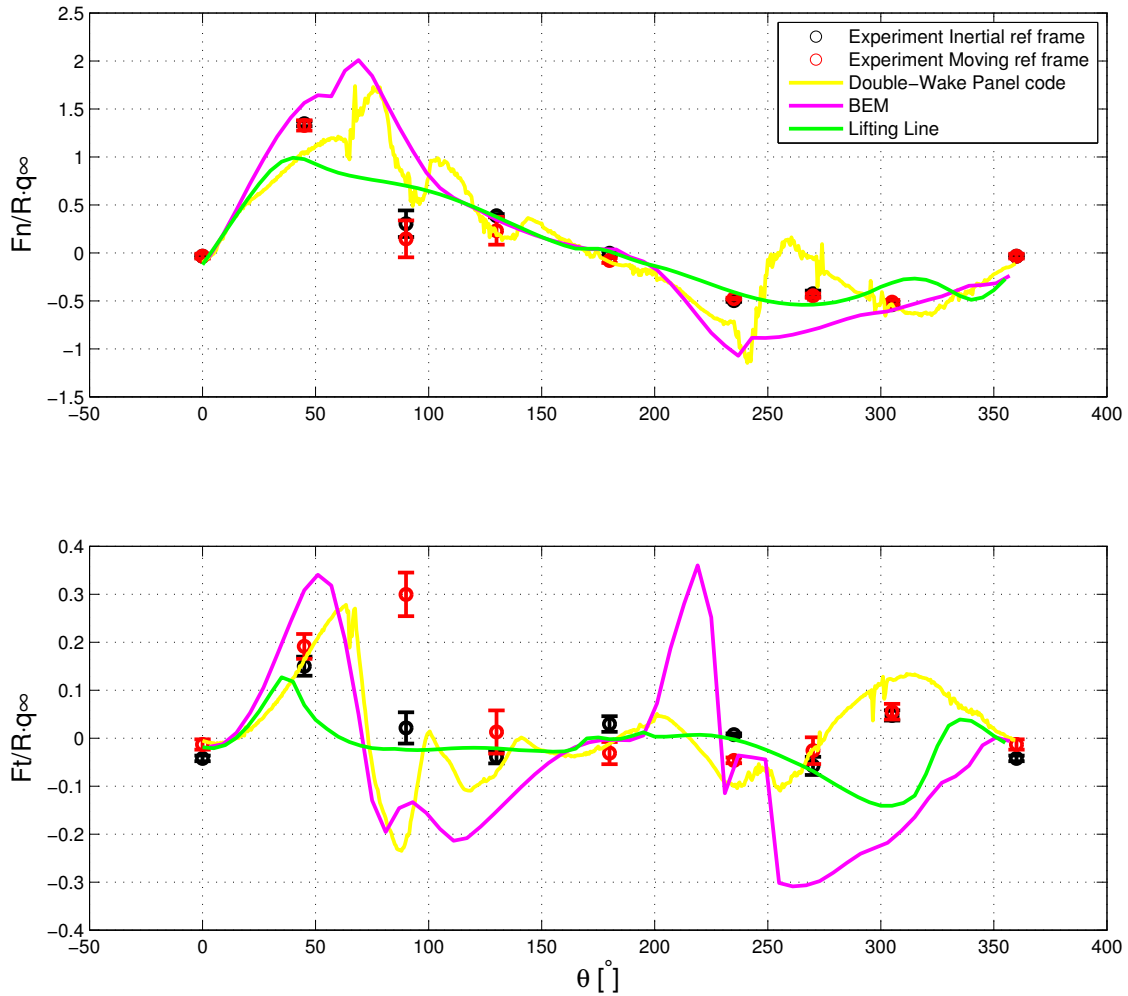 2.5
2
1.5
1
0.5
0
−0.5
−1
−1.5
Fn/R·q∞
Experiment Inertial ref frame
Experiment Moving ref frame
Double−Wake Panel code
BEM
Lifting Line
−50 0 50 100 150 200 250 300 350 400
0.4
0.3
0.2
0.1
0
−0.1
−0.2
−0.3
−0.4
Ft/R·q∞
−50 0 50 100 150 200 250 300 350 400
θ [°]